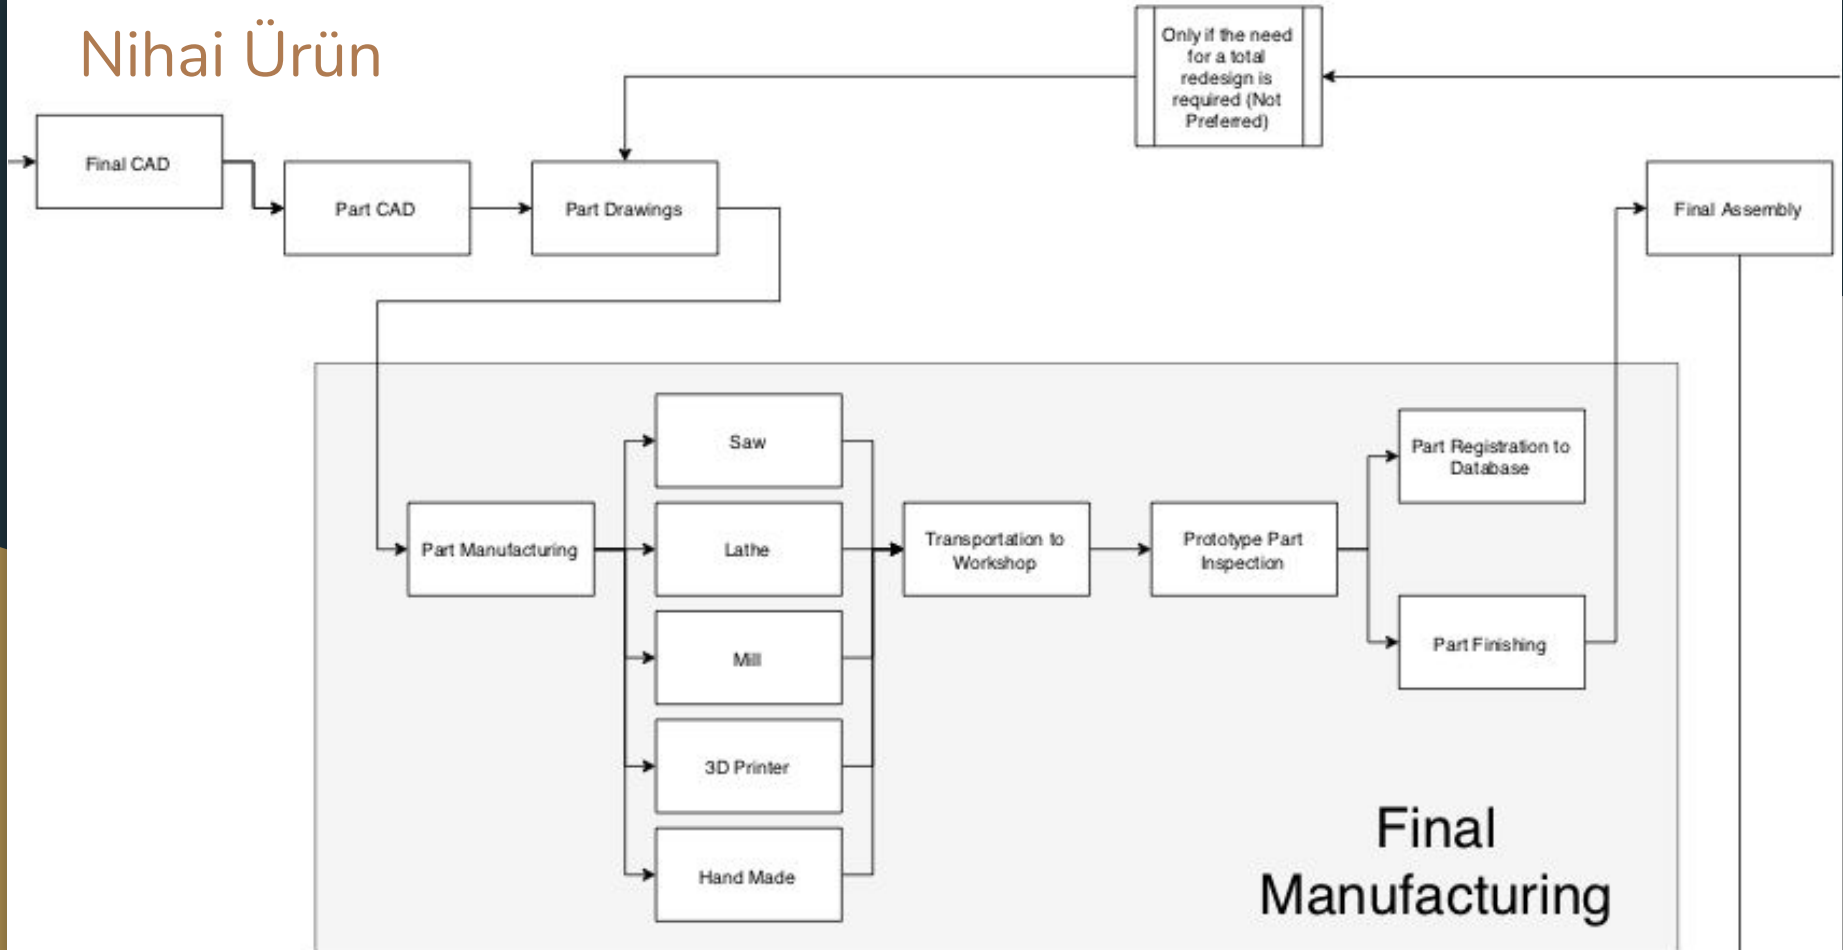 Nihai Ürün
Only if the need
for a total
redesign is
required (Not
Preferred)
Final CAD
Part CAD
Part Drawings
Final Assembly
Saw
Part Registration to
Database
Part Manufacturing
Lathe
Transportation to
Workshop
Prototype Part
Inspection
Mill
Part Finishing
3D Printer
Hand Made
Final
Manufacturing